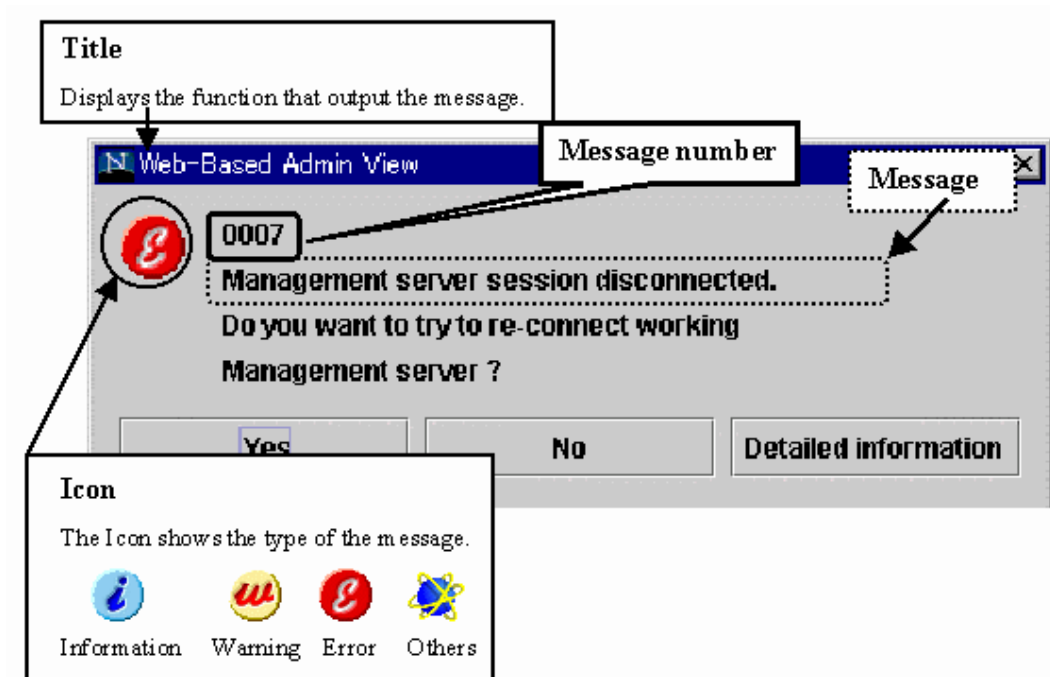 Title
Displays the function that output the message.
Message number
Message
N Web-Based Admin View
E
0007
Management server session disconnected.
Do you want to try to re-connect working
Management server ?
Yes
No
Detailed information
Icon
The Icon shows the type of the message.
i
w
E
Information
Warning
Error
Others